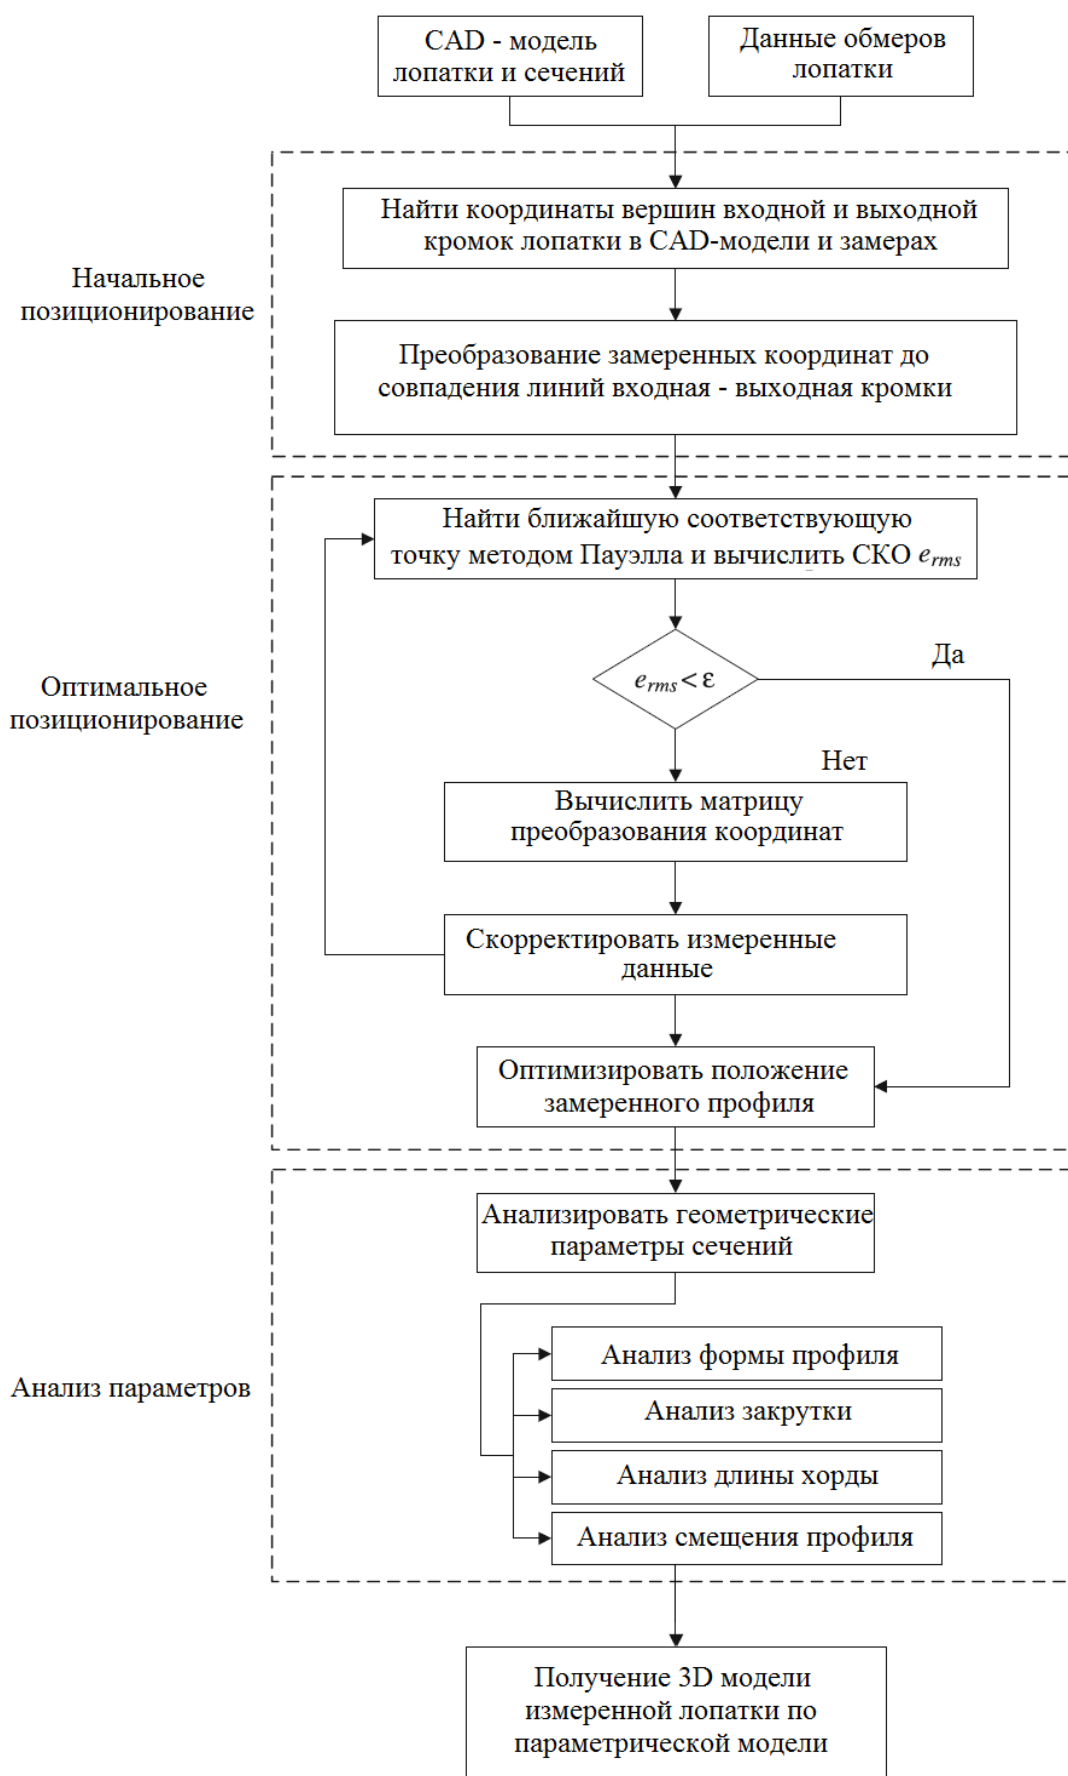 CAD - модель
лопатки и сечений
Данные обмеров
лопатки
Найти координаты вершин входной и выходной
кромок лопатки в CAD-модели и замерах
Начальное
позиционирование
Преобразование замеренных координат до
совпадения линий входная - выходная кромки
Найти ближайшую соответствующую
точку методом Пауэлла и вычислить СКО e_rms
Да
e_rms < ε
Оптимальное
позиционирование
Нет
Вычислить матрицу
преобразования координат
Скорректировать измеренные
данные
Оптимизировать положение
замеренного профиля
Анализировать геометрические
параметры сечений
Анализ параметров
Анализ формы профиля
Анализ закрутки
Анализ длины хорды
Анализ смещения профиля
Получение 3D модели
измеренной лопатки по
параметрической модели